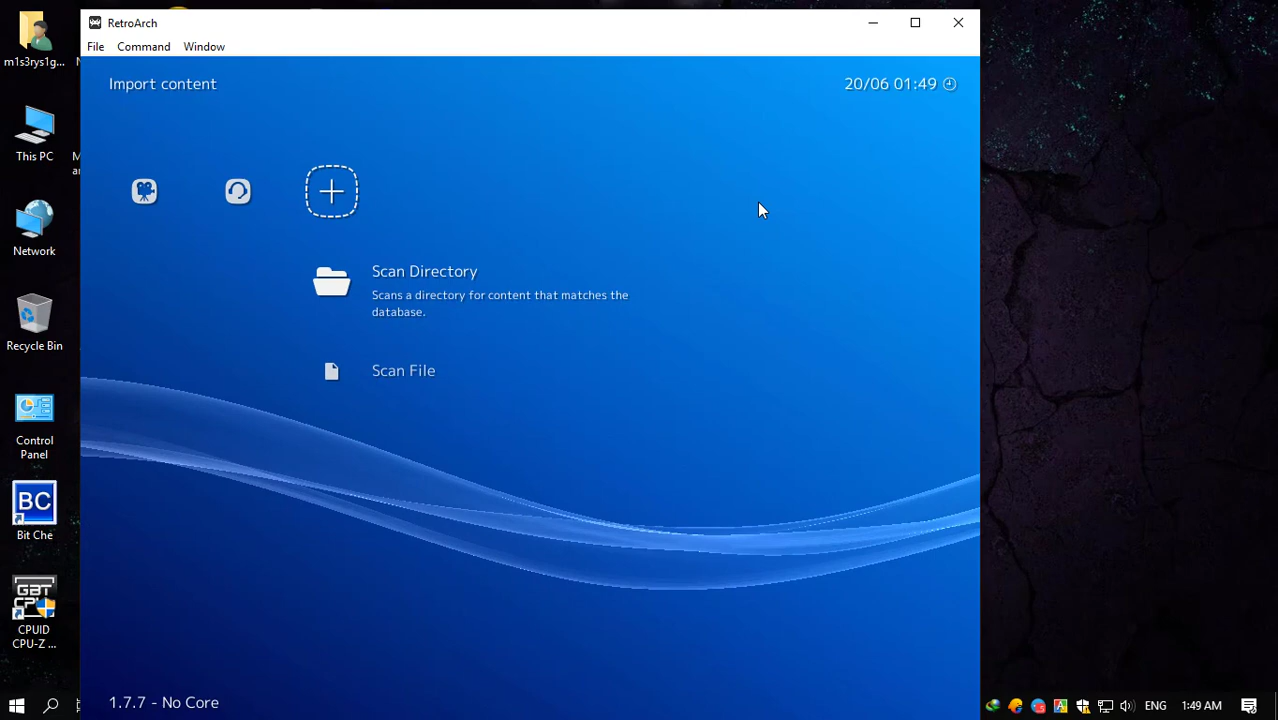 RetroArch
File Command Window
Import content
20/06 01:49
Scan Directory
Scans a directory for content that matches the
database.
Scan File
1.7.7 - No Core
m1s3rys1g...
This PC
Network
Recycle Bin
Control
Panel
BC
Bit Che
CPUID
CPU-Z ...
ENG 1:49 AM